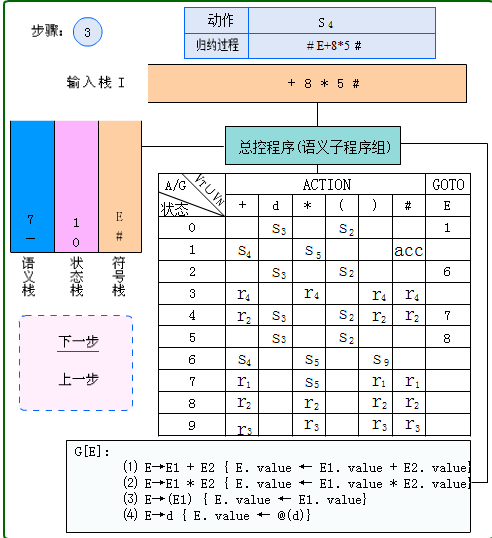 步骤: 3
动作 S4
归约过程 #E+8*5 #
输入栈 I
+ 8 * 5 #
总控程序(语义子程序组)
7 —
1 0
E #
语义栈
状态栈
符号栈
下一步
上一步
A/G VT∪VN 状态 ACTION GOTO
+ d * ( ) # E
0 S3 S2 1
1 S4 S5 acc
2 S3 S2 6
3 r4 r4 r4 r4
4 r2 S3 S2 r2 r2 7
5 S3 S2 8
6 S4 S5 S9
7 r1 S5 r1 r1
8 r2 r2 r2 r2
9 r3 r3 r3 r3
G[E]:
(1) E→E1 + E2 { E. value ← E1. value + E2. value}
(2) E→E1 * E2 { E. value ← E1. value * E2. value}
(3) E→(E1) { E. value ← E1. value}
(4) E→d { E. value ← @(d)}